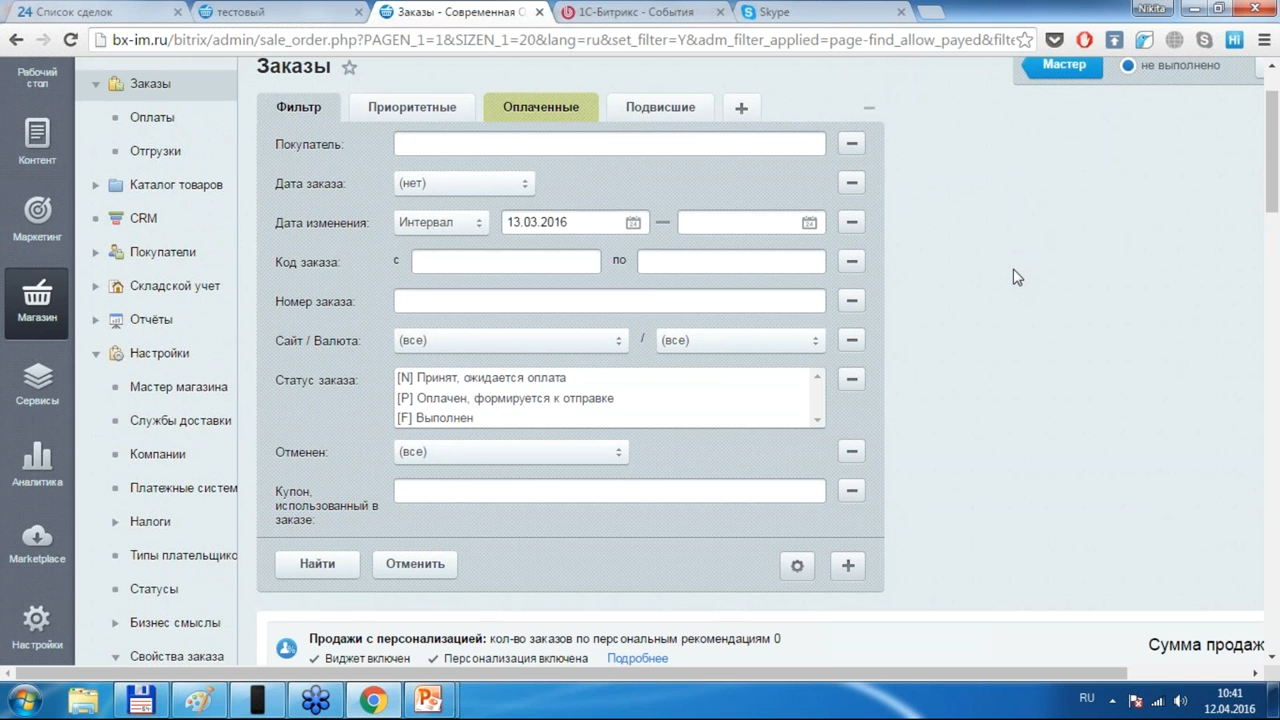 24 Список сделок
тестовый
Заказы - Современная О
1С-Битрикс - События
Skype
Nikita
bx-im.ru/bitrix/admin/sale_order.php?PAGEN_1=1&SIZEN_1=20&lang=ru&set_filter=Y&adm_filter_applied=page-find_allow_payed&filte
Hi
Рабочий
стол
Контент
Маркетинг
Магазин
Сервисы
Аналитика
Marketplace
Настройки
Заказы
Оплаты
Отгрузки
Каталог товаров
CRM
Покупатели
Складской учет
Отчёты
Настройки
Мастер магазина
Службы доставки
Компании
Платежные систем
Налоги
Типы плательщико
Статусы
Бизнес смыслы
Свойства заказа
Заказы
Мастер
не выполнено
Фильтр
Приоритетные
Оплаченные
Подвисшие
Покупатель:
Дата заказа:
(нет)
Дата изменения:
Интервал
13.03.2016
Код заказа:
с
по
Номер заказа:
Сайт / Валюта:
(все)
/
(все)
Статус заказа:
[N] Принят, ожидается оплата
[P] Оплачен, формируется к отправке
[F] Выполнен
Отменен:
(все)
Купон,
использованный в
заказе:
Найти
Отменить
Продажи с персонализацией: кол-во заказов по персональным рекомендациям 0
Виджет включен
Персонализация включена
Подробнее
Сумма продаж
RU
10:41
12.04.2016